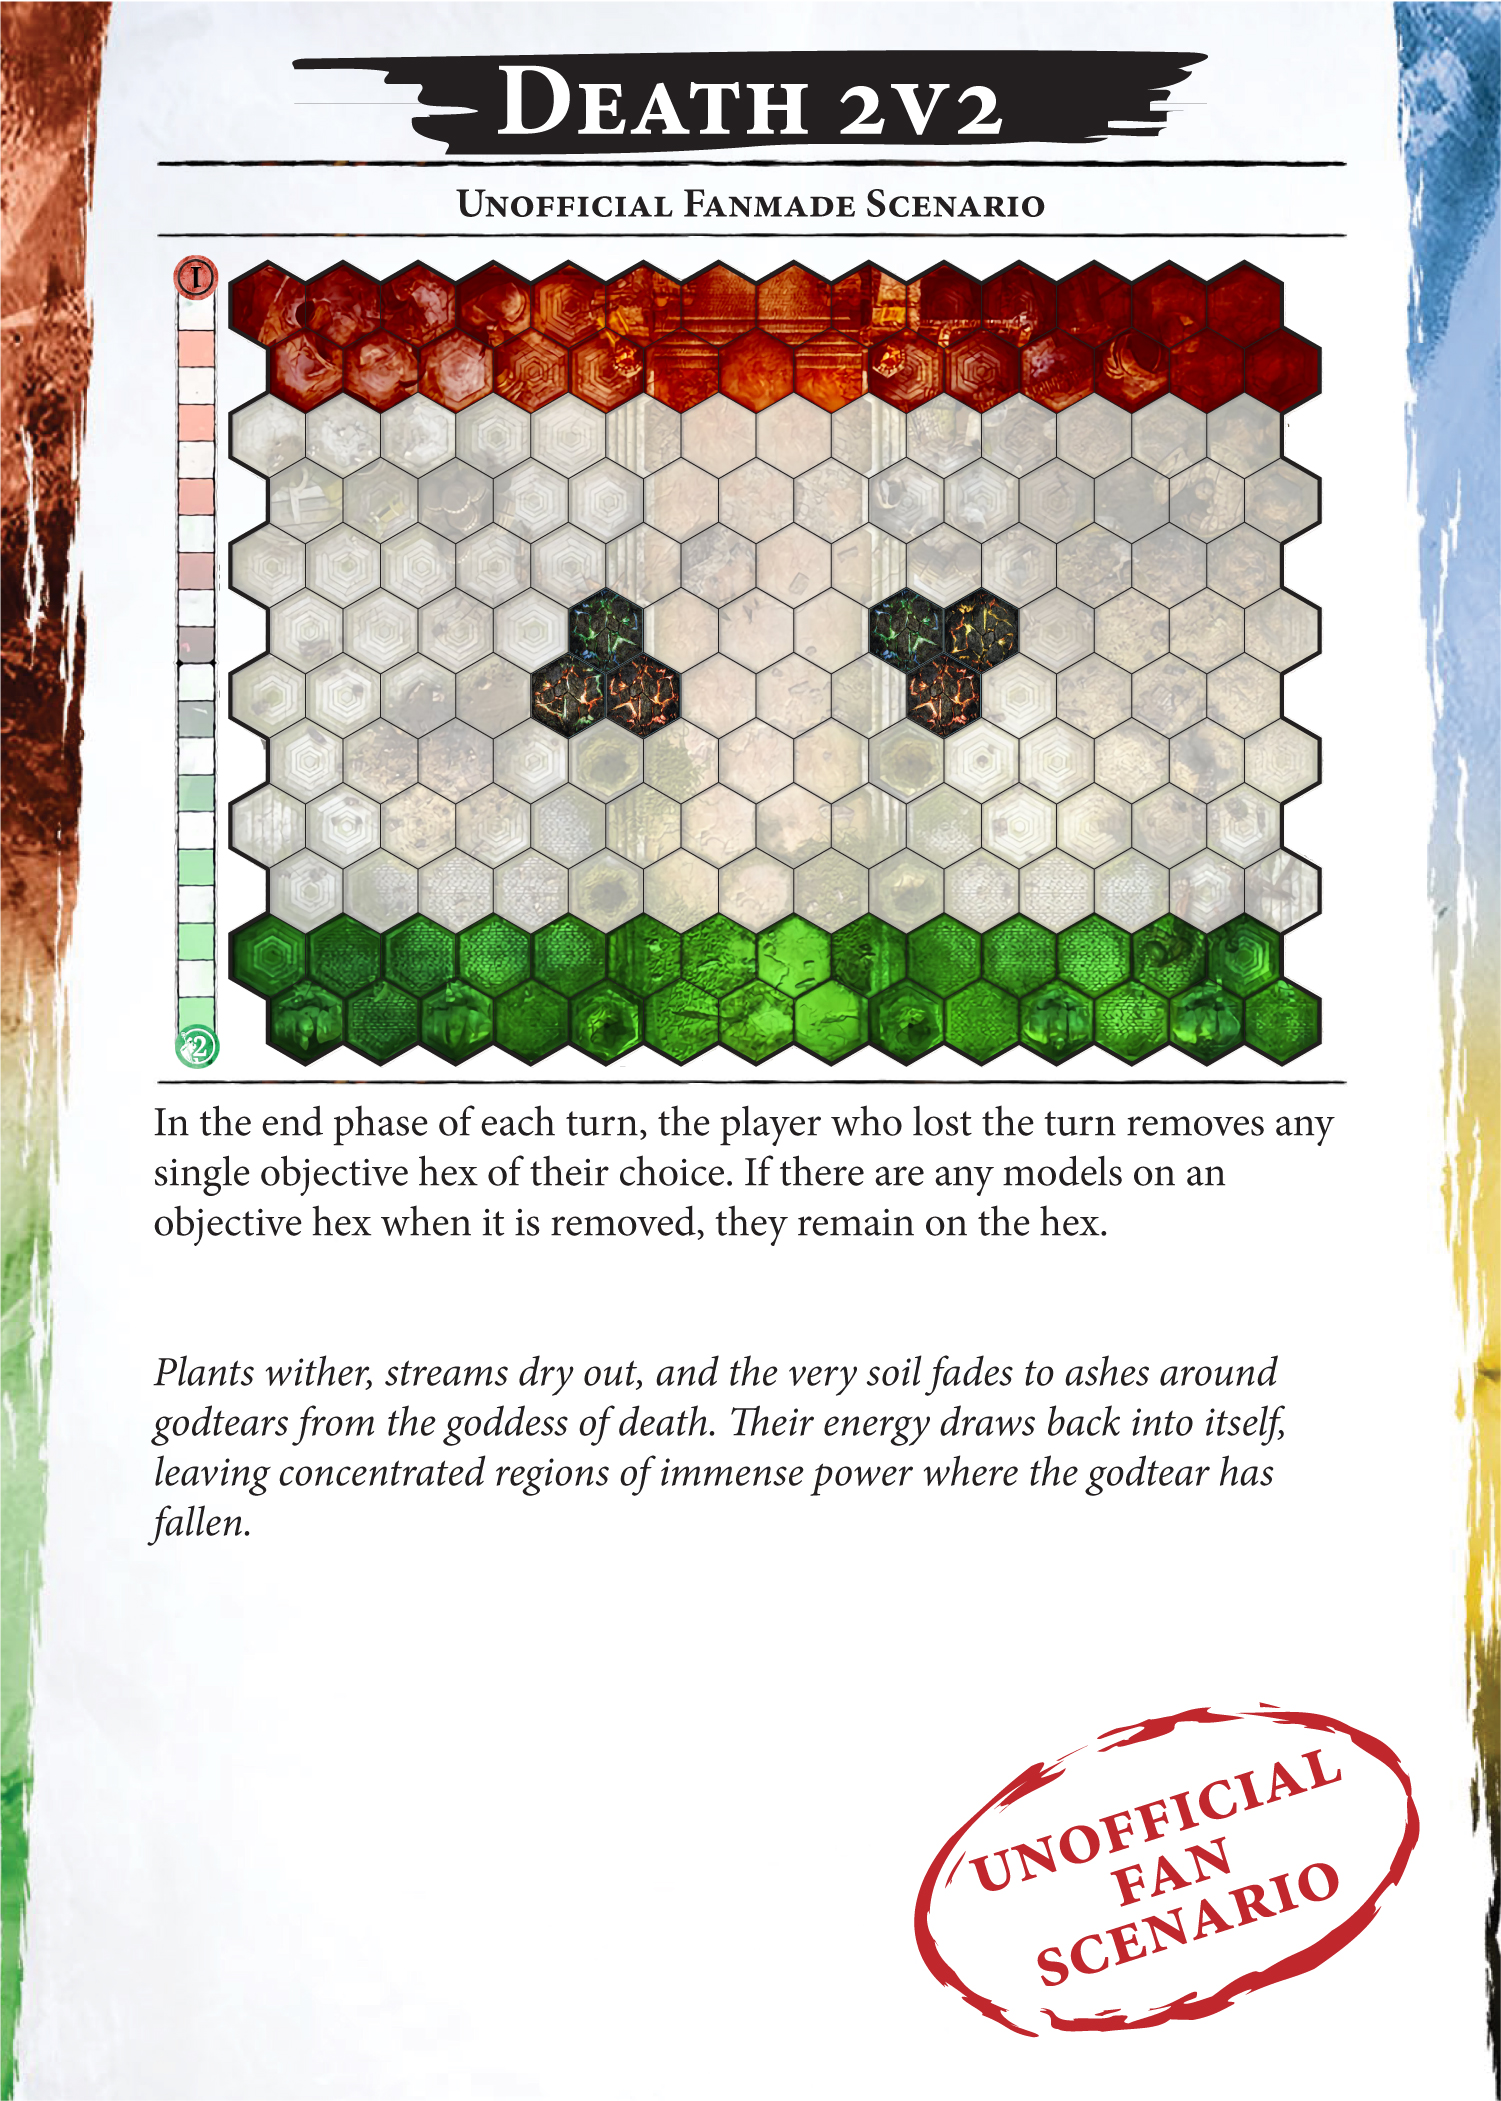 Death 2v2
Unofficial Fanmade Scenario
1
2
In the end phase of each turn, the player who lost the turn removes any
single objective hex of their choice. If there are any models on an
objective hex when it is removed, they remain on the hex.
Plants wither, streams dry out, and the very soil fades to ashes around
godtears from the goddess of death. Their energy draws back into itself,
leaving concentrated regions of immense power where the godtear has
fallen.
UNOFFICIAL
FAN
SCENARIO